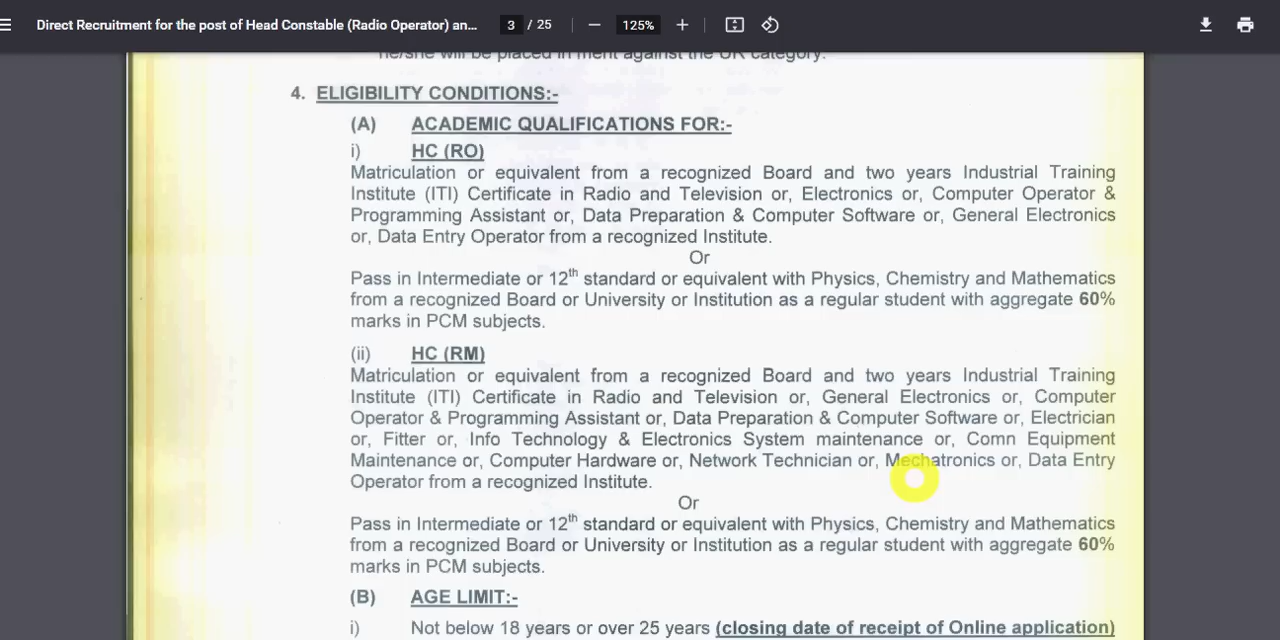 Direct Recruitment for the post of Head Constable (Radio Operator) an... 3 / 25 125%
he/she will be placed in merit against the UR category.
4. ELIGIBILITY CONDITIONS:-
(A) ACADEMIC QUALIFICATIONS FOR:-
i) HC (RO)
Matriculation or equivalent from a recognized Board and two years Industrial Training
Institute (ITI) Certificate in Radio and Television or, Electronics or, Computer Operator &
Programming Assistant or, Data Preparation & Computer Software or, General Electronics
or, Data Entry Operator from a recognized Institute.
Or
Pass in Intermediate or 12th standard or equivalent with Physics, Chemistry and Mathematics
from a recognized Board or University or Institution as a regular student with aggregate 60%
marks in PCM subjects.
(ii) HC (RM)
Matriculation or equivalent from a recognized Board and two years Industrial Training
Institute (ITI) Certificate in Radio and Television or, General Electronics or, Computer
Operator & Programming Assistant or, Data Preparation & Computer Software or, Electrician
or, Fitter or, Info Technology & Electronics System maintenance or, Comn Equipment
Maintenance or, Computer Hardware or, Network Technician or, Mechatronics or, Data Entry
Operator from a recognized Institute.
Or
Pass in Intermediate or 12th standard or equivalent with Physics, Chemistry and Mathematics
from a recognized Board or University or Institution as a regular student with aggregate 60%
marks in PCM subjects.
(B) AGE LIMIT:-
i) Not below 18 years or over 25 years (closing date of receipt of Online application)